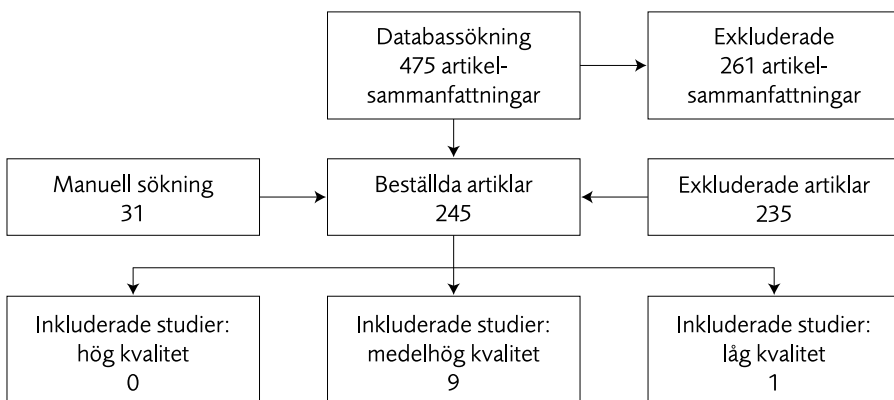 Databassökning
475 artikel-
sammanfattningar
Exkluderade
261 artikel-
sammanfattningar
Manuell sökning
31
Beställda artiklar
245
Exkluderade artiklar
235
Inkluderade studier:
hög kvalitet
0
Inkluderade studier:
medelhög kvalitet
9
Inkluderade studier:
låg kvalitet
1